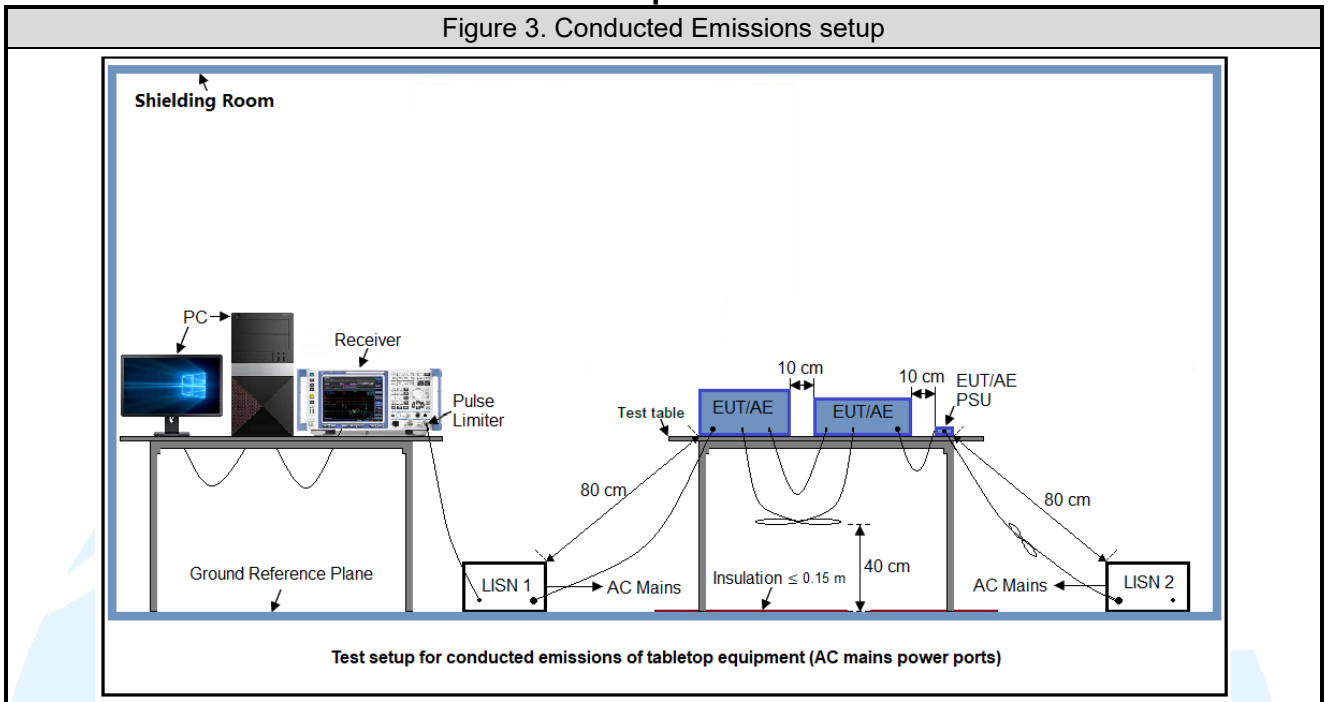 Figure 3. Conducted Emissions setup
Shielding Room
PC
Receiver
Pulse
Limiter
10 cm
10 cm
EUT/AE
PSU
Test table
EUT/AE
EUT/AE
80 cm
80 cm
40 cm
Ground Reference Plane
LISN 1
AC Mains
Insulation ≤ 0.15 m
AC Mains
LISN 2
Test setup for conducted emissions of tabletop equipment (AC mains power ports)